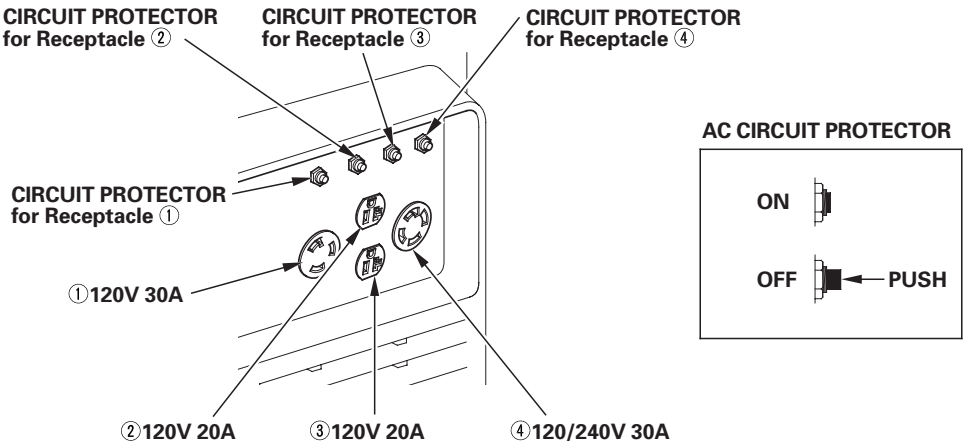 CIRCUIT PROTECTOR
for Receptacle ②
CIRCUIT PROTECTOR
for Receptacle ③
CIRCUIT PROTECTOR
for Receptacle ④
CIRCUIT PROTECTOR
for Receptacle ①
①120V 30A
②120V 20A
③120V 20A
④120/240V 30A
AC CIRCUIT PROTECTOR
ON
OFF
PUSH